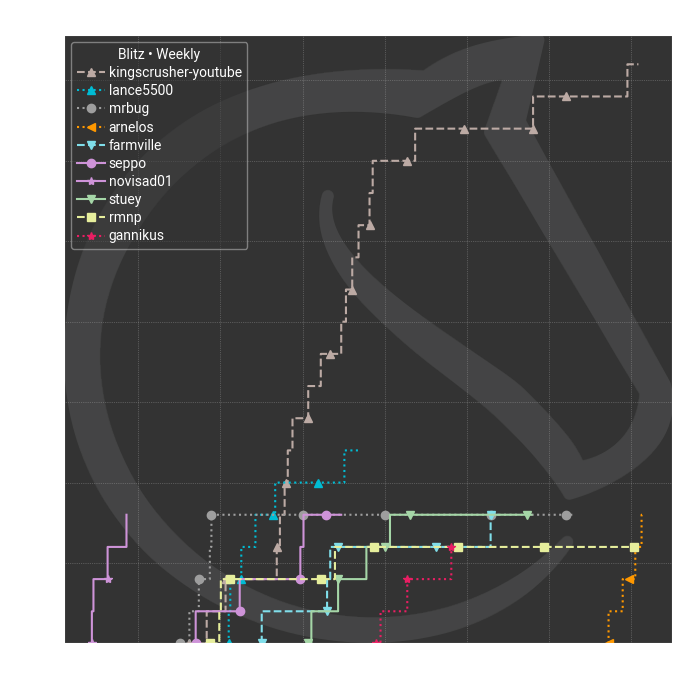 Blitz • Weekly
kingscrusher-youtube
lance5500
mrbug
arnelos
farmville
seppo
novisad01
stuey
rmnp
gannikus